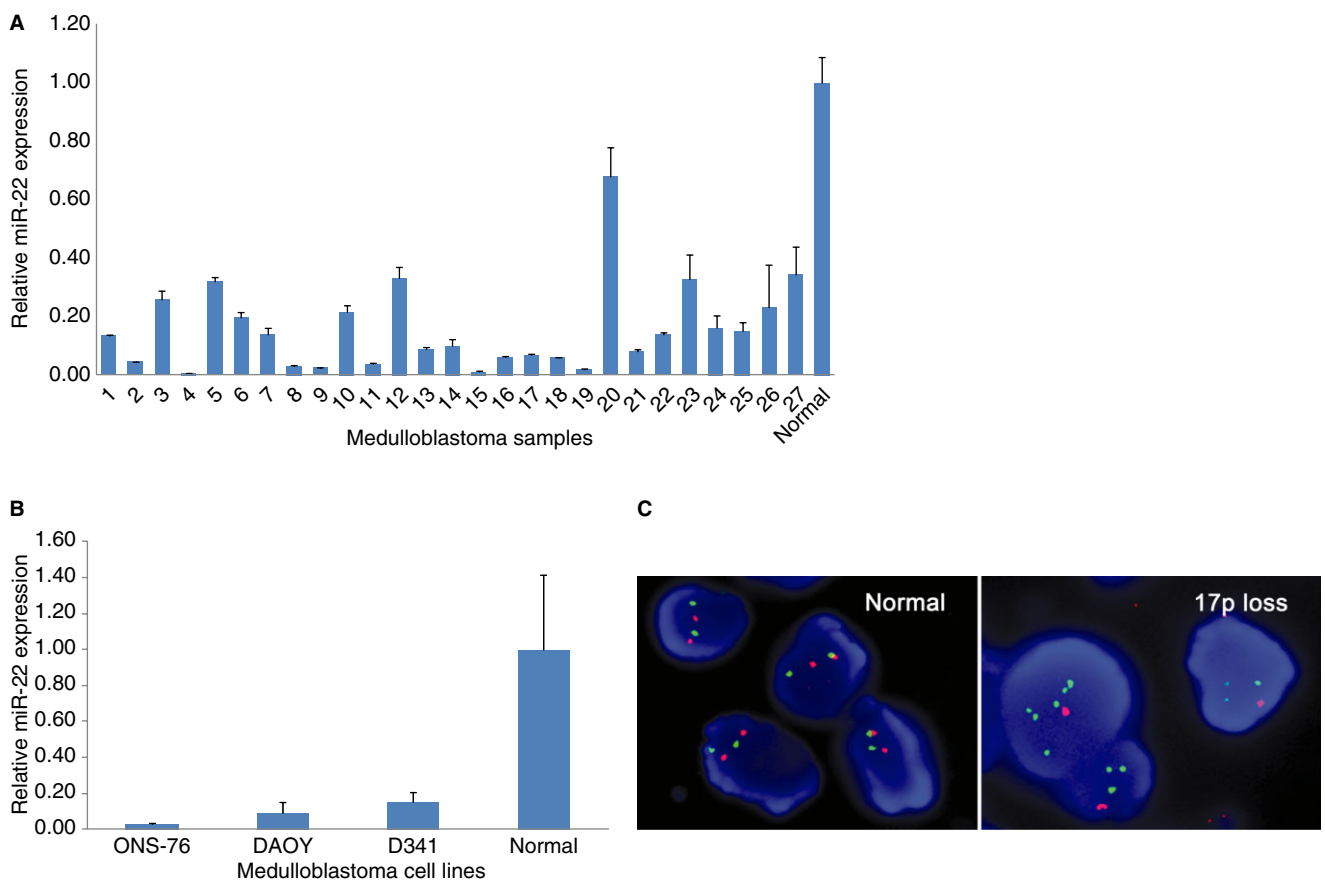 A
Relative miR-22 expression
1.20
1.00
0.80
0.60
0.40
0.20
0.00
1 2 3 4 5 6 7 8 9 10 11 12 13 14 15 16 17 18 19 20 21 22 23 24 25 26 27 Normal
Medulloblastoma samples
B
Relative miR-22 expression
1.60
1.40
1.20
1.00
0.80
0.60
0.40
0.20
0.00
ONS-76 DAOY D341 Normal
Medulloblastoma cell lines
C
Normal
17p loss